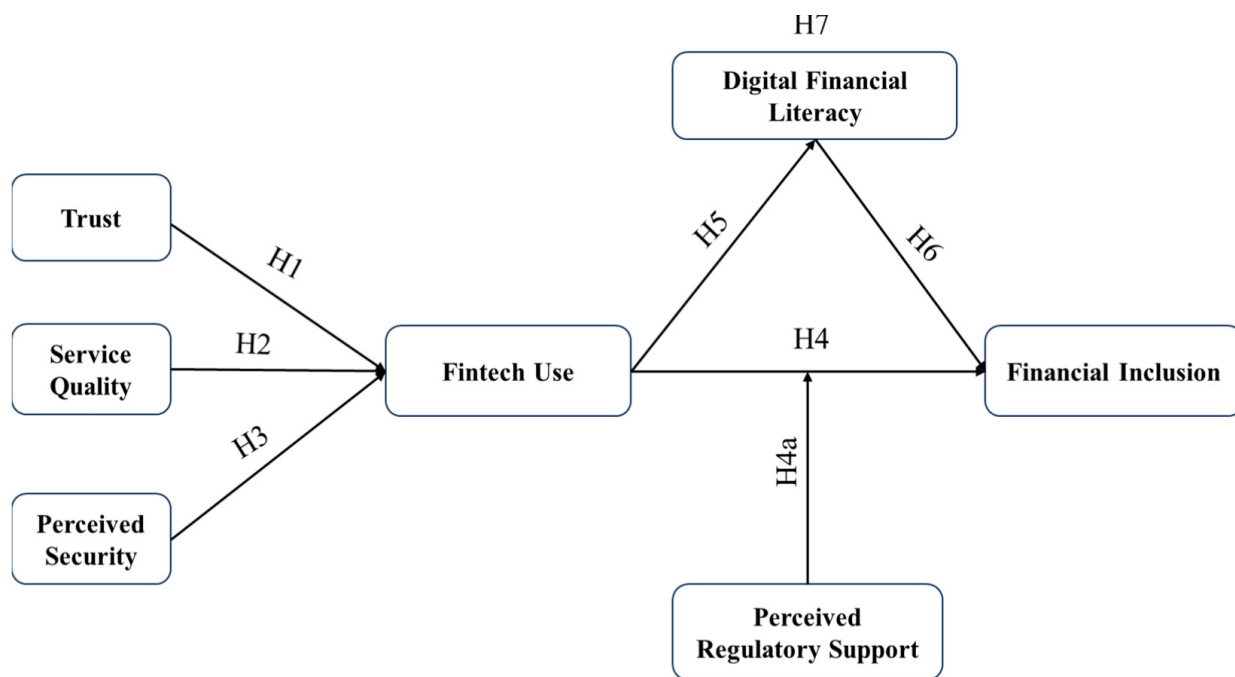 H7
Digital Financial
Literacy
Trust
H1
H5
H6
Service
Quality
H2
Fintech Use
H4
Financial Inclusion
H3
H4a
Perceived
Security
Perceived
Regulatory Support